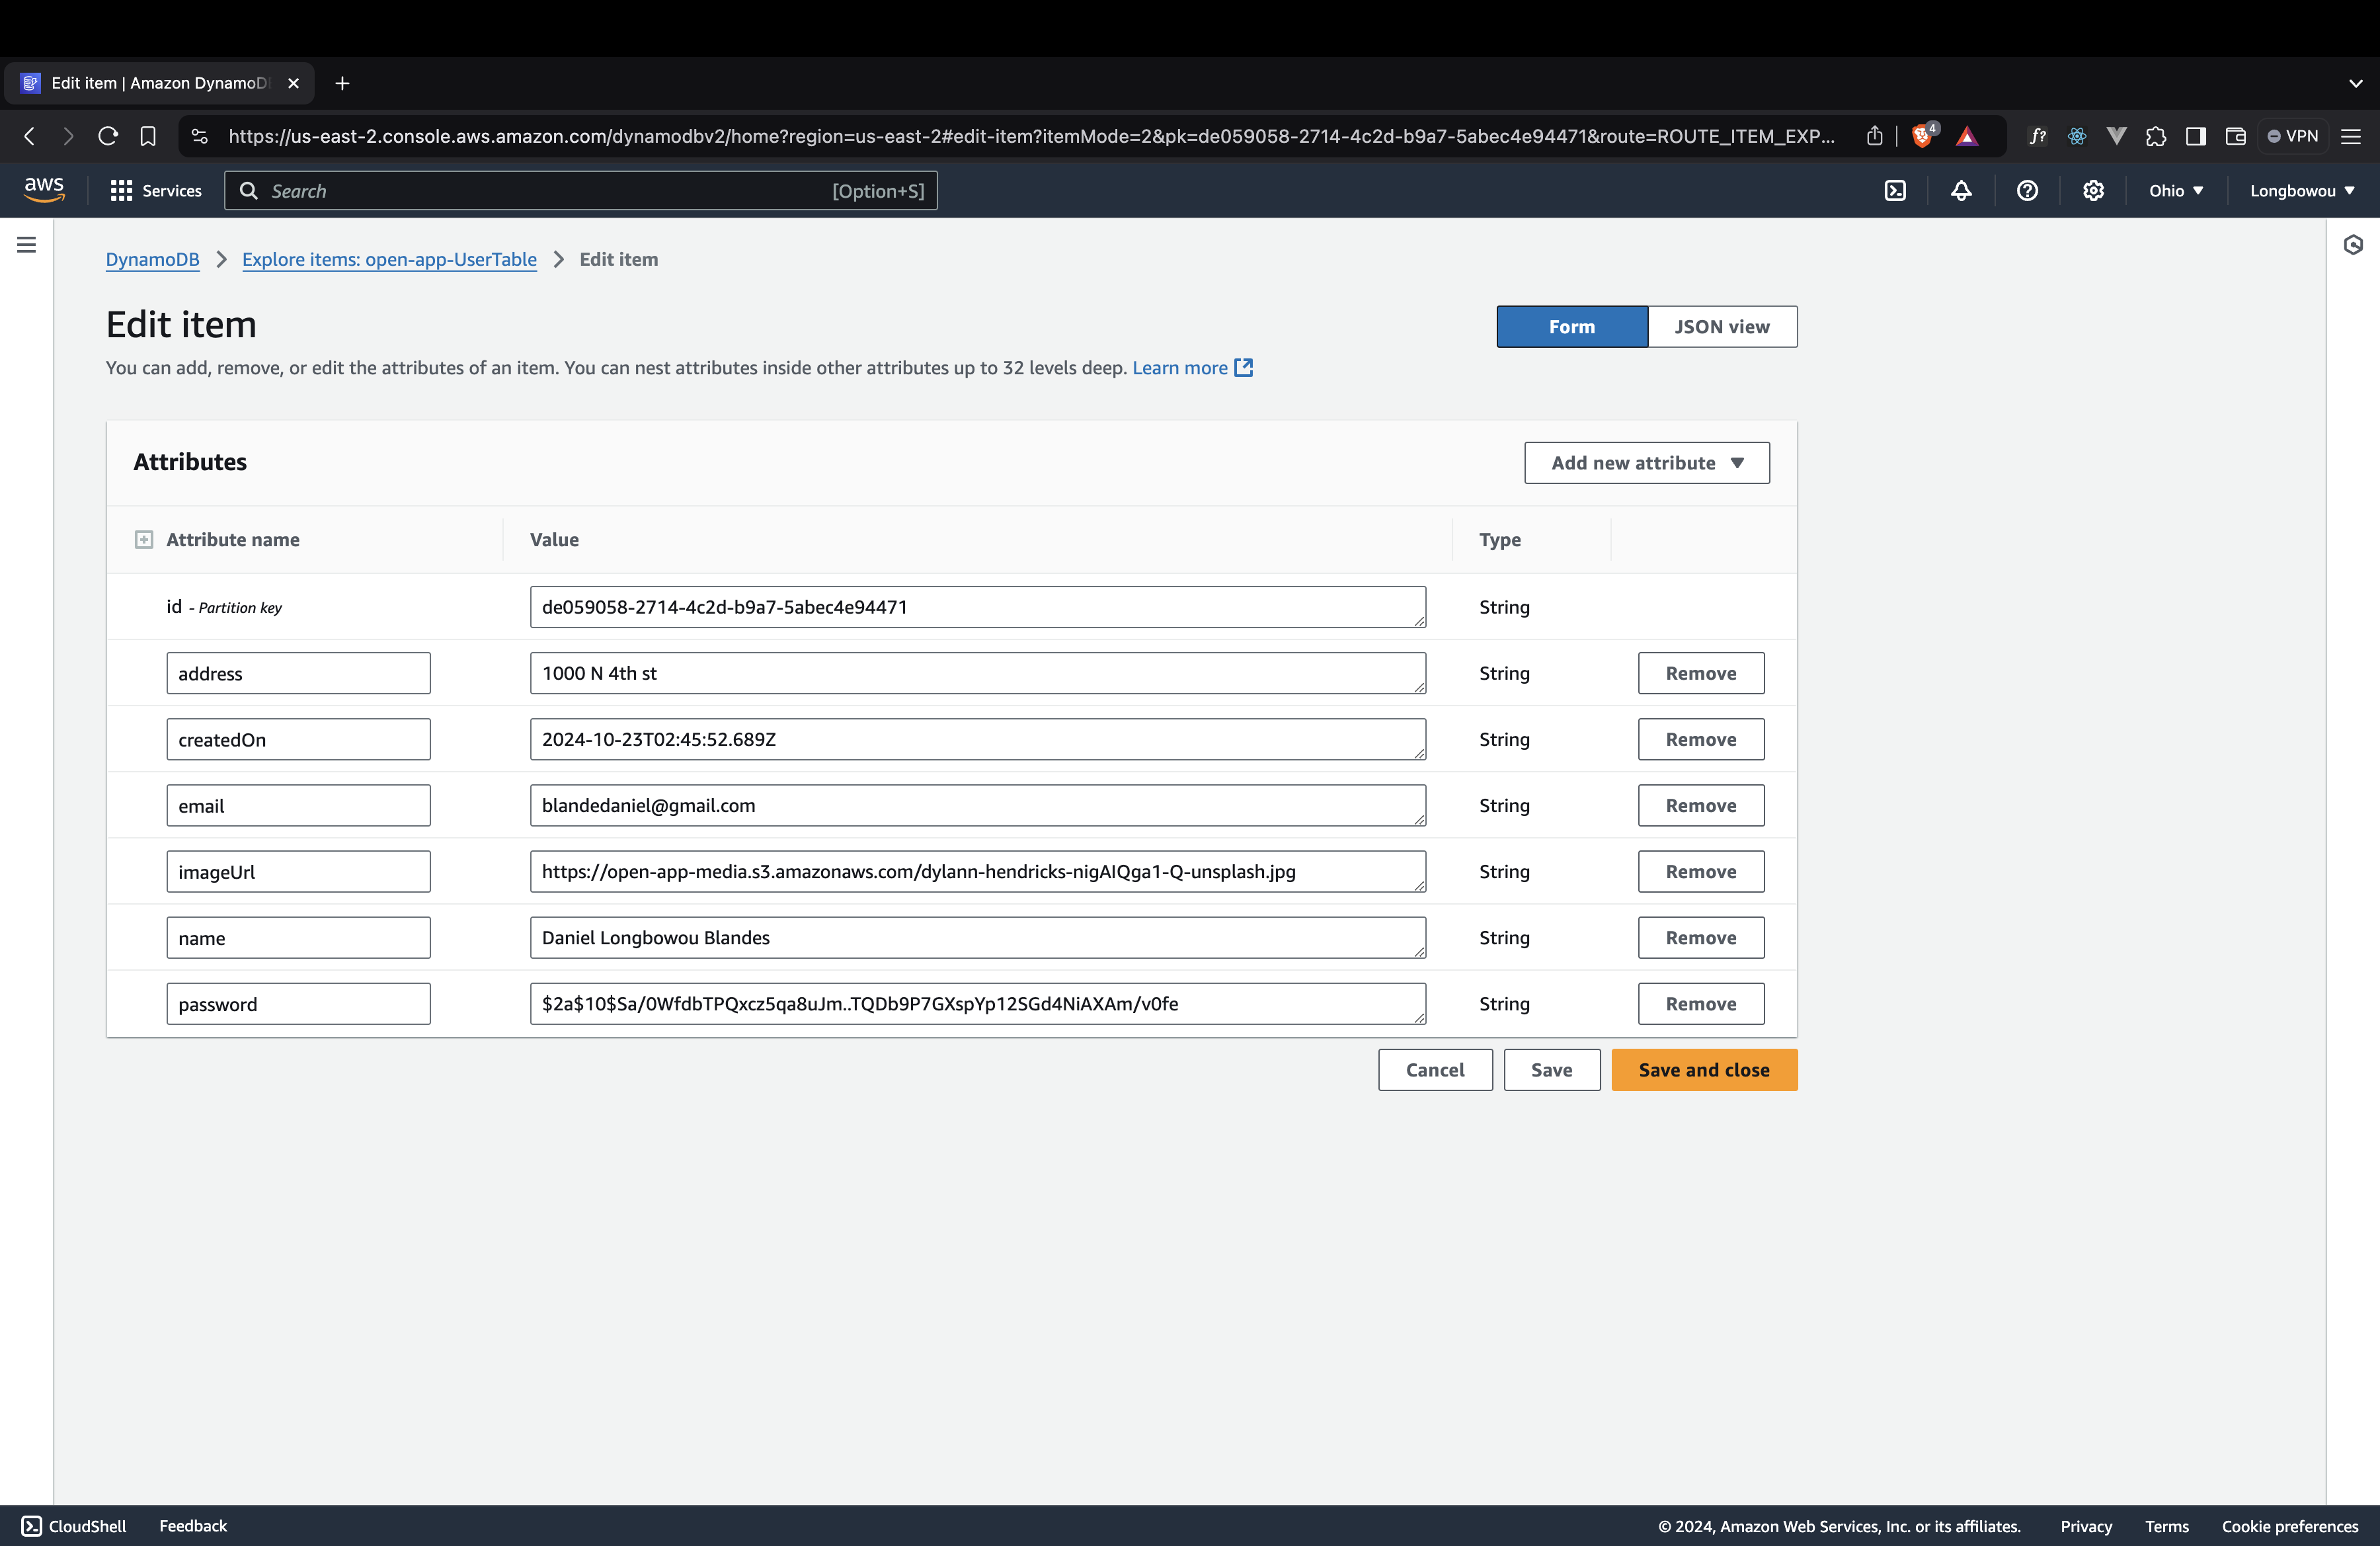 Edit item | Amazon DynamoD
https://us-east-2.console.aws.amazon.com/dynamodbv2/home?region=us-east-2#edit-item?itemMode=2&pk=de059058-2714-4c2d-b9a7-5abec4e94471&route=ROUTE_ITEM_EXP...
4
f?
VPN
aws
Services
Search
[Option+S]
Ohio
Longbowou
DynamoDB
Explore items: open-app-UserTable
Edit item
Edit item
Form
JSON view
You can add, remove, or edit the attributes of an item. You can nest attributes inside other attributes up to 32 levels deep. Learn more
Attributes
Add new attribute
Attribute name
Value
Type
id - Partition key
de059058-2714-4c2d-b9a7-5abec4e94471
String
address
1000 N 4th st
String
Remove
createdOn
2024-10-23T02:45:52.689Z
String
Remove
email
blandedaniel@gmail.com
String
Remove
imageUrl
https://open-app-media.s3.amazonaws.com/dylann-hendricks-nigAIQga1-Q-unsplash.jpg
String
Remove
name
Daniel Longbowou Blandes
String
Remove
password
$2a$10$Sa/0WfdbTPQxcz5qa8uJm..TQDb9P7GXspYp12SGd4NiAXAm/v0fe
String
Remove
Cancel
Save
Save and close
CloudShell
Feedback
© 2024, Amazon Web Services, Inc. or its affiliates.
Privacy
Terms
Cookie preferences